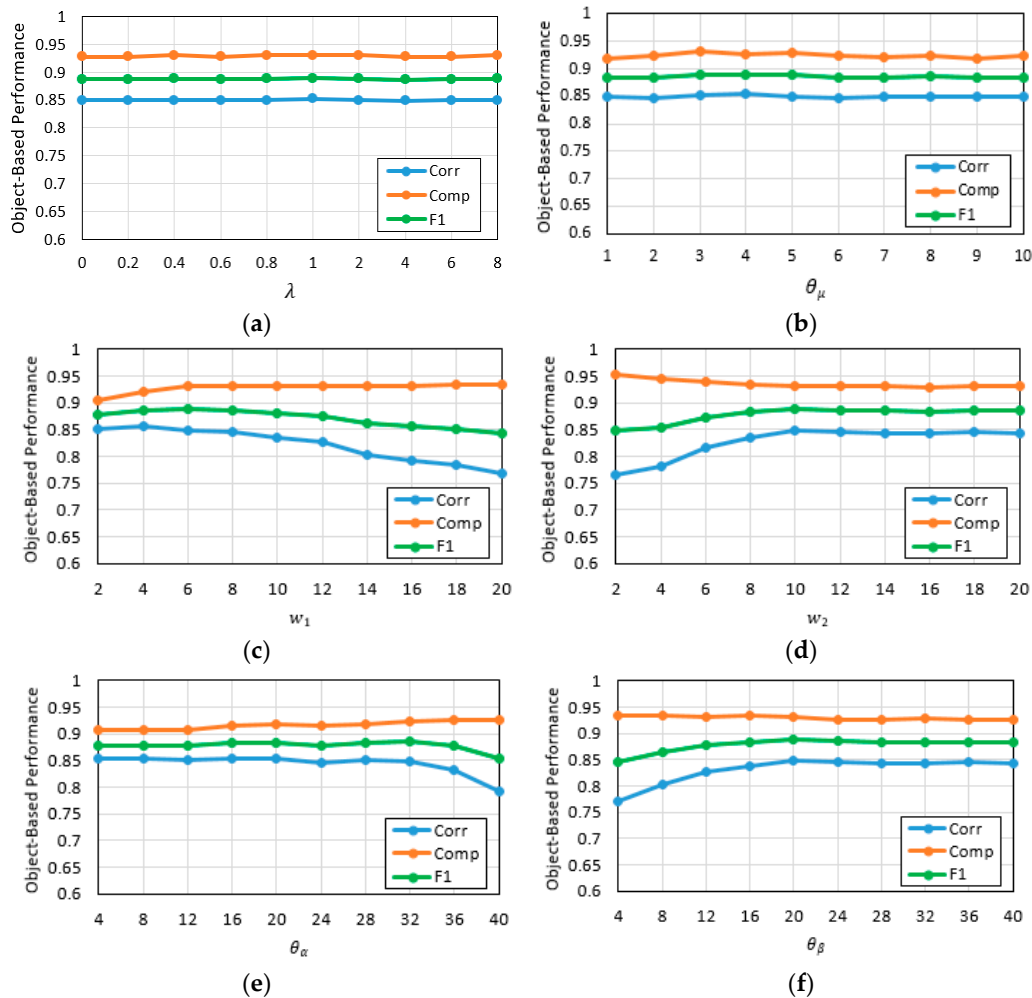 Object-Based Performance
1
0.95
0.9
0.85
0.8
0.75
0.7
0.65
0.6
Corr
Comp
F1
0 0.2 0.4 0.6 0.8 1 2 4 6 8
λ
(a)
Object-Based Performance
1
0.95
0.9
0.85
0.8
0.75
0.7
0.65
0.6
Corr
Comp
F1
1 2 3 4 5 6 7 8 9 10
θμ
(b)
Object-Based Performance
1
0.95
0.9
0.85
0.8
0.75
0.7
0.65
0.6
Corr
Comp
F1
2 4 6 8 10 12 14 16 18 20
w1
(c)
Object-Based Performance
1
0.95
0.9
0.85
0.8
0.75
0.7
0.65
0.6
Corr
Comp
F1
2 4 6 8 10 12 14 16 18 20
w2
(d)
Object-Based Performance
1
0.95
0.9
0.85
0.8
0.75
0.7
0.65
0.6
Corr
Comp
F1
4 8 12 16 20 24 28 32 36 40
θα
(e)
Object-Based Performance
1
0.95
0.9
0.85
0.8
0.75
0.7
0.65
0.6
Corr
Comp
F1
4 8 12 16 20 24 28 32 36 40
θβ
(f)